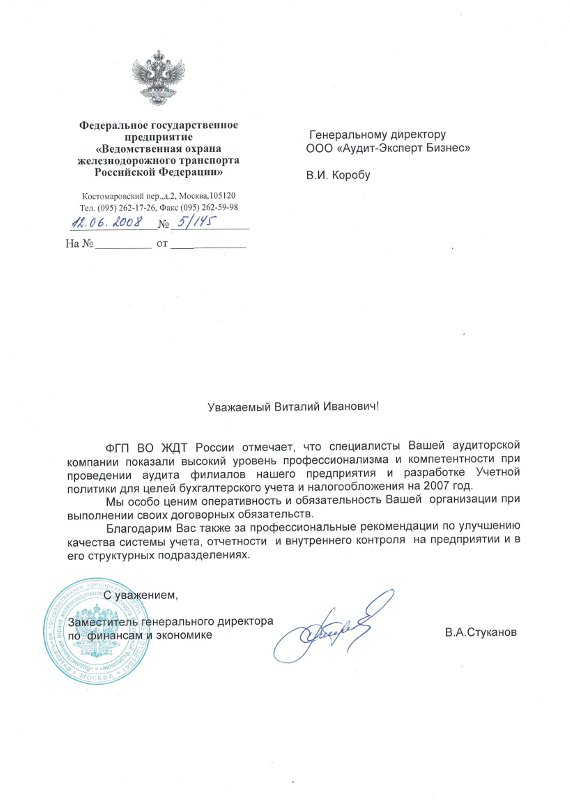 Федеральное государственное
предприятие
«Ведомственная охрана
железнодорожного транспорта
Российской Федерации»
Костомаровский пер.,д.2, Москва,105120
Тел. (095) 262-17-26, Факс (095) 262-59-98
12.06.2008 № 5/145
На № __________ от _____________
Генеральному директору
ООО «Аудит-Эксперт Бизнес»
В.И. Коробу
Уважаемый Виталий Иванович!
ФГП ВО ЖДТ России отмечает, что специалисты Вашей аудиторской
компании показали высокий уровень профессионализма и компетентности при
проведении аудита филиалов нашего предприятия и разработке Учетной
политики для целей бухгалтерского учета и налогообложения на 2007 год.
Мы особо ценим оперативность и обязательность Вашей организации при
выполнении своих договорных обязательств.
Благодарим Вас также за профессиональные рекомендации по улучшению
качества системы учета, отчетности и внутреннего контроля на предприятии и в
его структурных подразделениях.
С уважением,
Заместитель генерального директора
по финансам и экономике
В.А.Стуканов
МОСКВА